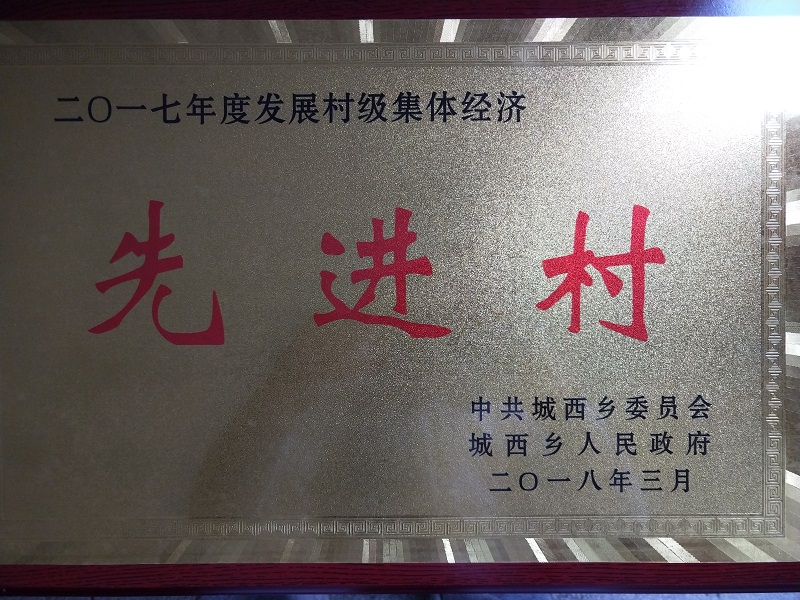 二〇一七年度发展村级集体经济
先进村
中共城西乡委员会
城西乡人民政府
二〇一八年三月